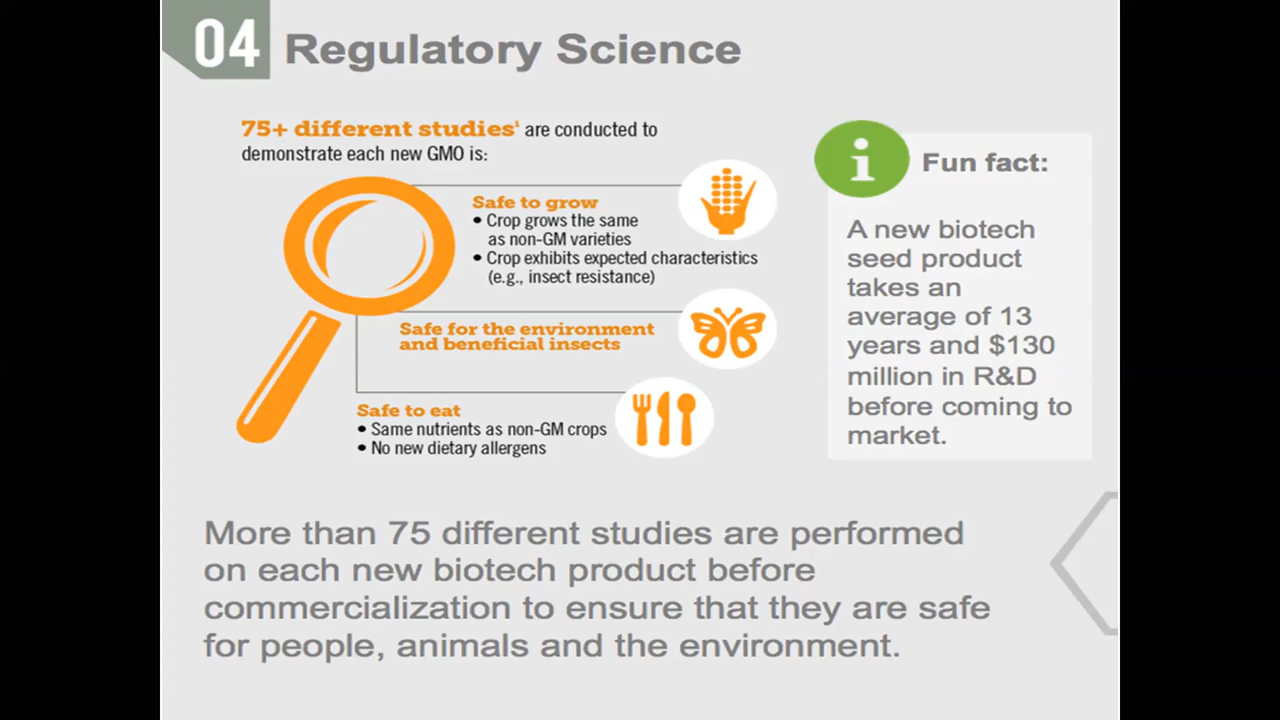 04 Regulatory Science
75+ different studies¹ are conducted to
demonstrate each new GMO is:
Safe to grow
• Crop grows the same
as non-GM varieties
• Crop exhibits expected characteristics
(e.g., insect resistance)
Safe for the environment
and beneficial insects
Safe to eat
• Same nutrients as non-GM crops
• No new dietary allergens
i
Fun fact:
A new biotech
seed product
takes an
average of 13
years and $130
million in R&D
before coming to
market.
More than 75 different studies are performed
on each new biotech product before
commercialization to ensure that they are safe
for people, animals and the environment.